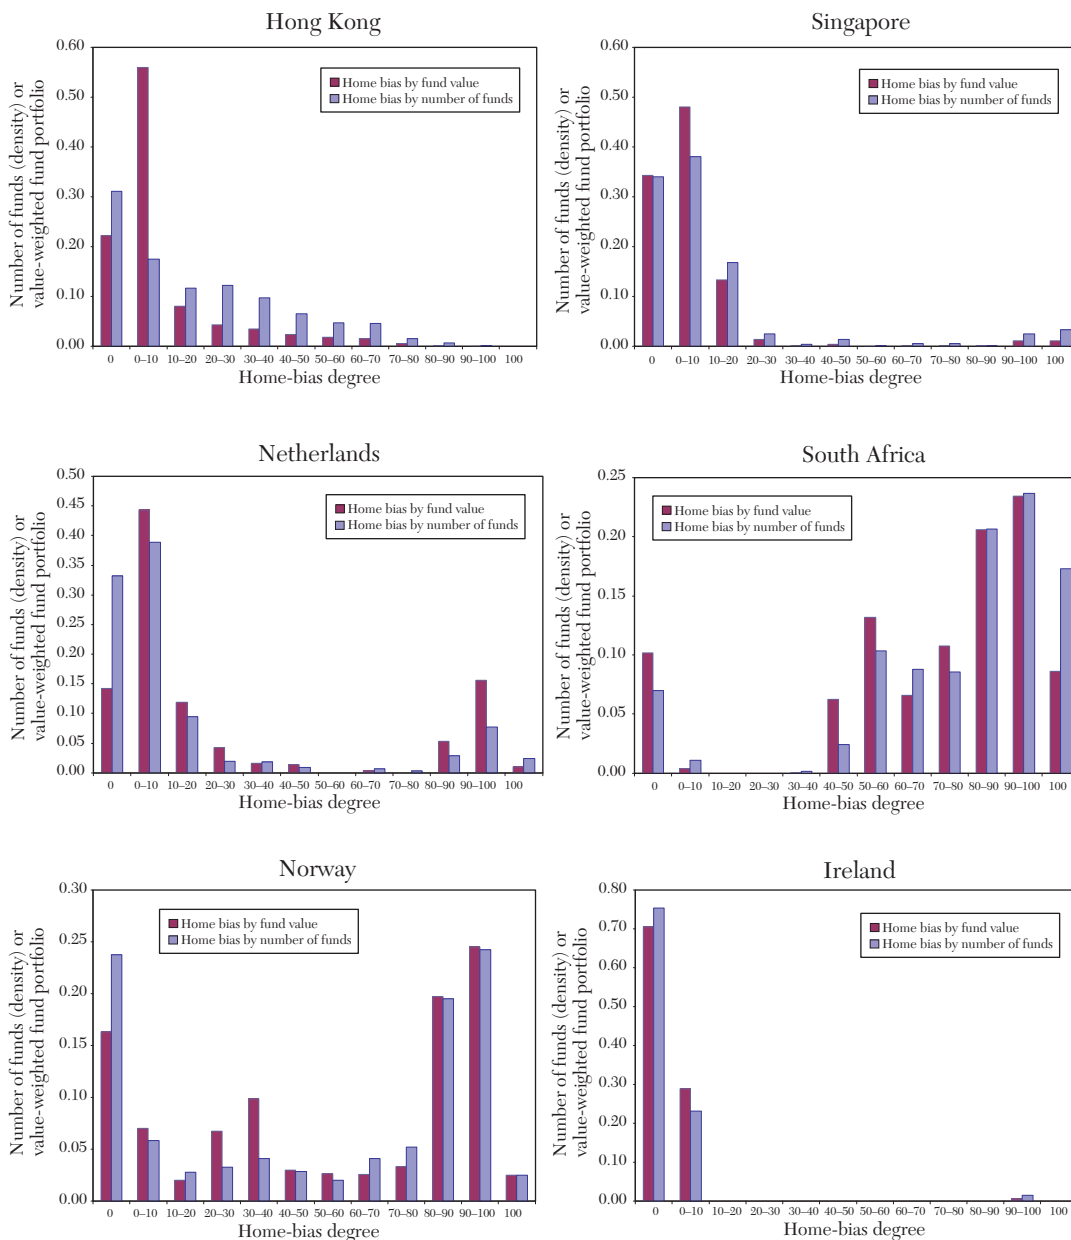 Hong Kong
Number of funds (density) or
value-weighted fund portfolio
0.60
0.50
0.40
0.30
0.20
0.10
0.00
Home bias by fund value
Home bias by number of funds
0 0–10 10–20 20–30 30–40 40–50 50–60 60–70 70–80 80–90 90–100 100
Home-bias degree
Singapore
Number of funds (density) or
value-weighted fund portfolio
0.60
0.50
0.40
0.30
0.20
0.10
0.00
Home bias by fund value
Home bias by number of funds
0 0–10 10–20 20–30 30–40 40–50 50–60 60–70 70–80 80–90 90–100 100
Home-bias degree
Netherlands
Number of funds (density) or
value-weighted fund portfolio
0.50
0.45
0.40
0.35
0.30
0.25
0.20
0.15
0.10
0.05
0.00
Home bias by fund value
Home bias by number of funds
0 0–10 10–20 20–30 30–40 40–50 50–60 60–70 70–80 80–90 90–100 100
Home-bias degree
South Africa
Number of funds (density) or
value-weighted fund portfolio
0.25
0.20
0.15
0.10
0.05
0.00
Home bias by fund value
Home bias by number of funds
0 0–10 10–20 20–30 30–40 40–50 50–60 60–70 70–80 80–90 90–100 100
Home-bias degree
Norway
Number of funds (density) or
value-weighted fund portfolio
0.30
0.25
0.20
0.15
0.10
0.05
0.00
Home bias by fund value
Home bias by number of funds
0 0–10 10–20 20–30 30–40 40–50 50–60 60–70 70–80 80–90 90–100 100
Home-bias degree
Ireland
Number of funds (density) or
value-weighted fund portfolio
0.80
0.70
0.60
0.50
0.40
0.30
0.20
0.10
0.00
Home bias by fund value
Home bias by number of funds
0 0–10 10–20 20–30 30–40 40–50 50–60 60–70 70–80 80–90 90–100 100
Home-bias degree